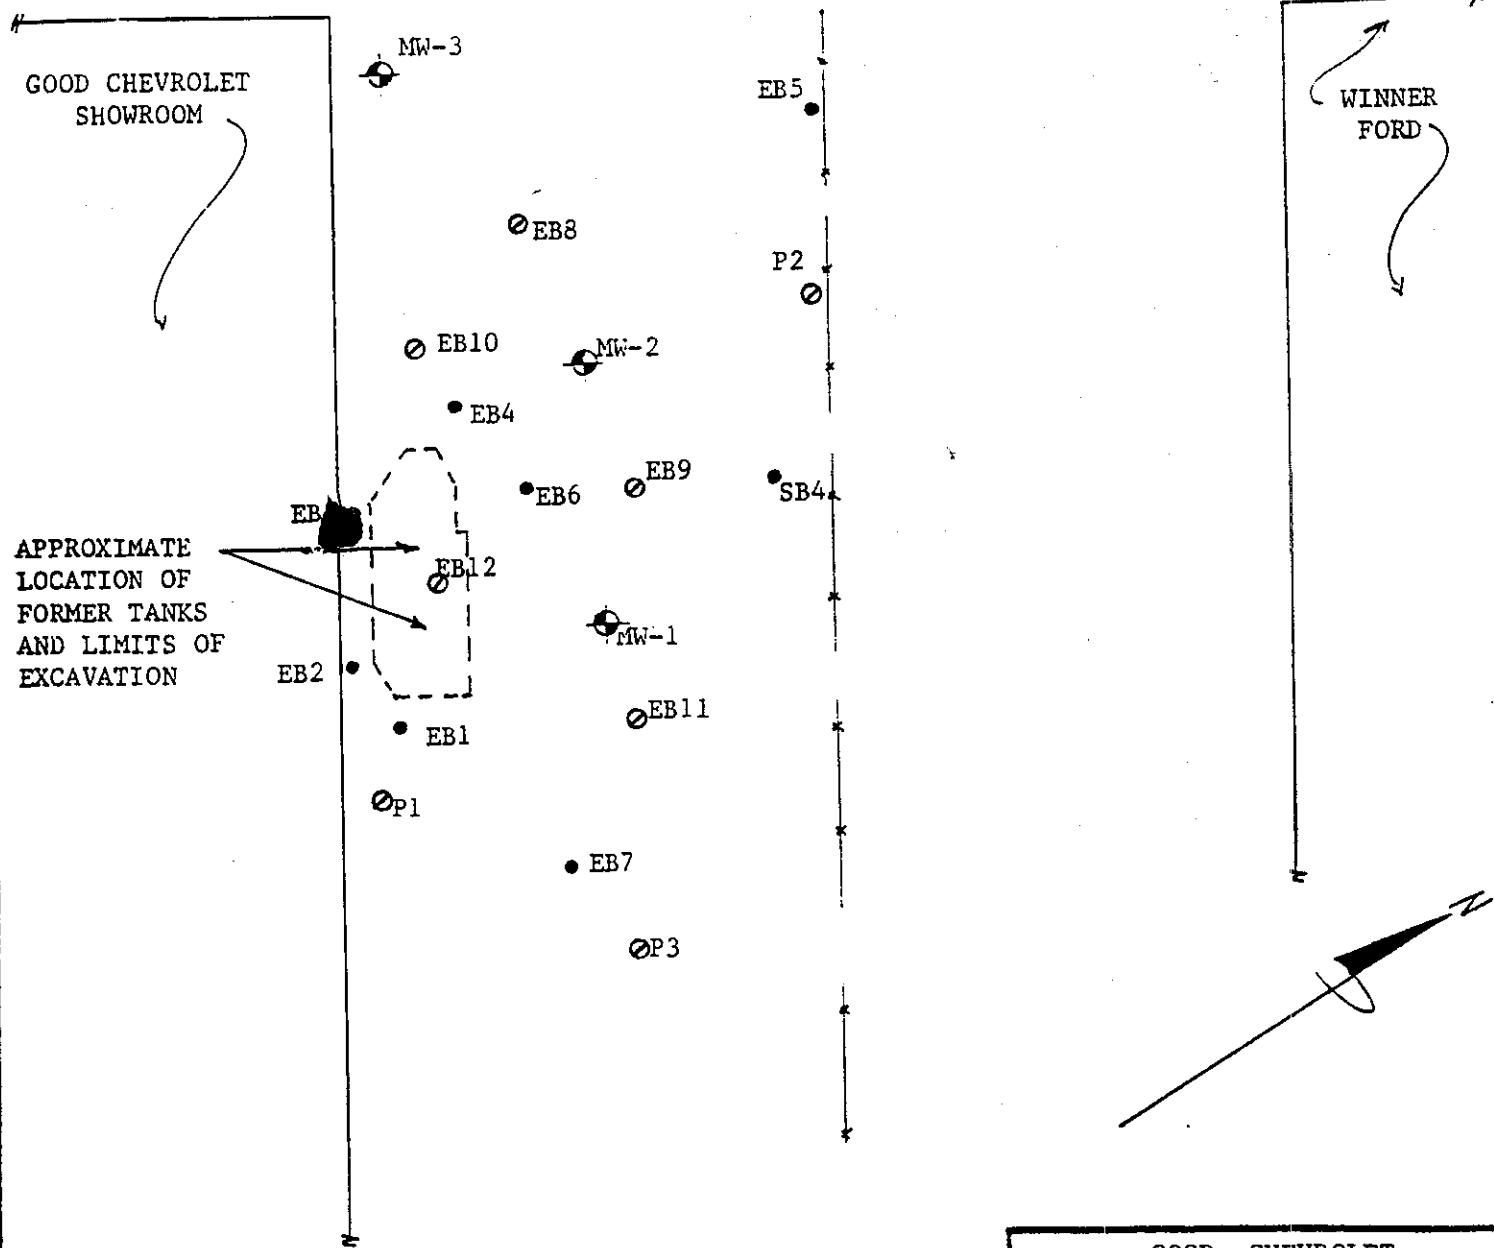 MW-3
GOOD CHEVROLET
SHOWROOM
EB5
WINNER
FORD
EB8
P2
EB10
MW-2
EB4
EB9
EB6
SB4
EB
APPROXIMATE
LOCATION OF
FORMER TANKS
AND LIMITS OF
EXCAVATION
EB12
MW-1
EB2
EB11
EB1
P1
EB7
N
P3